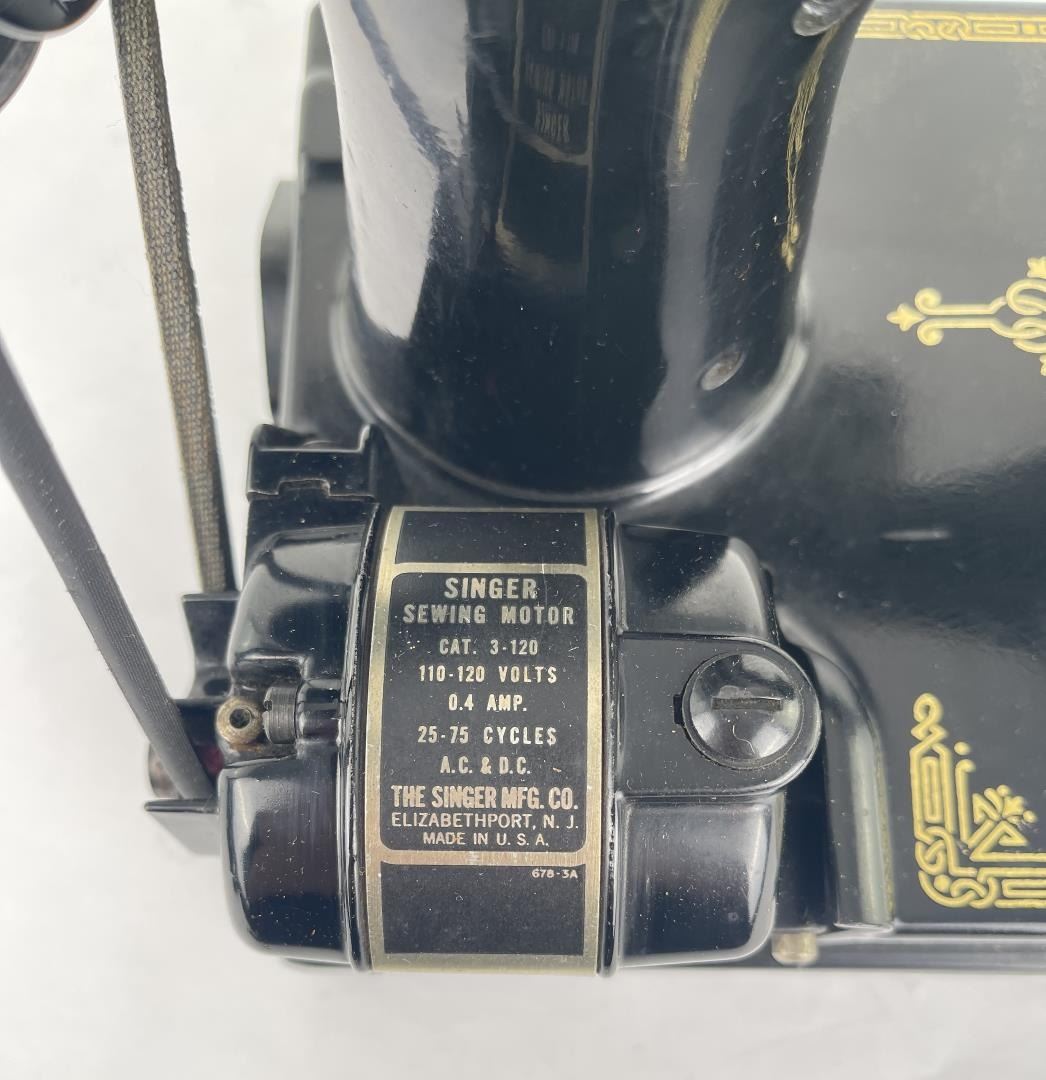 SINGER
SEWING MOTOR
CAT. 3-120
110-120 VOLTS
0.4 AMP.
25-75 CYCLES
A.C. & D.C.
THE SINGER MFG. CO.
ELIZABETHPORT, N. J.
MADE IN U. S. A.
678-3A